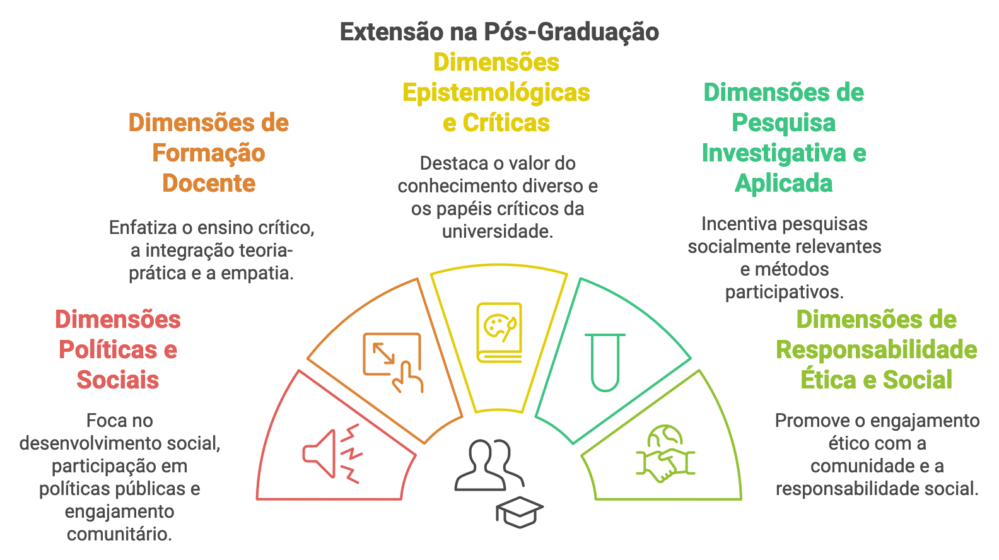 Extensão na Pós-Graduação
Dimensões
Políticas e
Sociais
Foca no
desenvolvimento social,
participação em
políticas públicas e
engajamento
comunitário.
Dimensões de
Formação
Docente
Enfatiza o ensino crítico,
a integração teoria-
prática e a empatia.
Dimensões
Epistemológicas
e Críticas
Destaca o valor do
conhecimento diverso e
os papéis críticos da
universidade.
Dimensões de
Pesquisa
Investigativa e
Aplicada
Incentiva pesquisas
socialmente relevantes
e métodos
participativos.
Dimensões de
Responsabilidade
Ética e Social
Promove o engajamento
ético com a
comunidade e a
responsabilidade social.